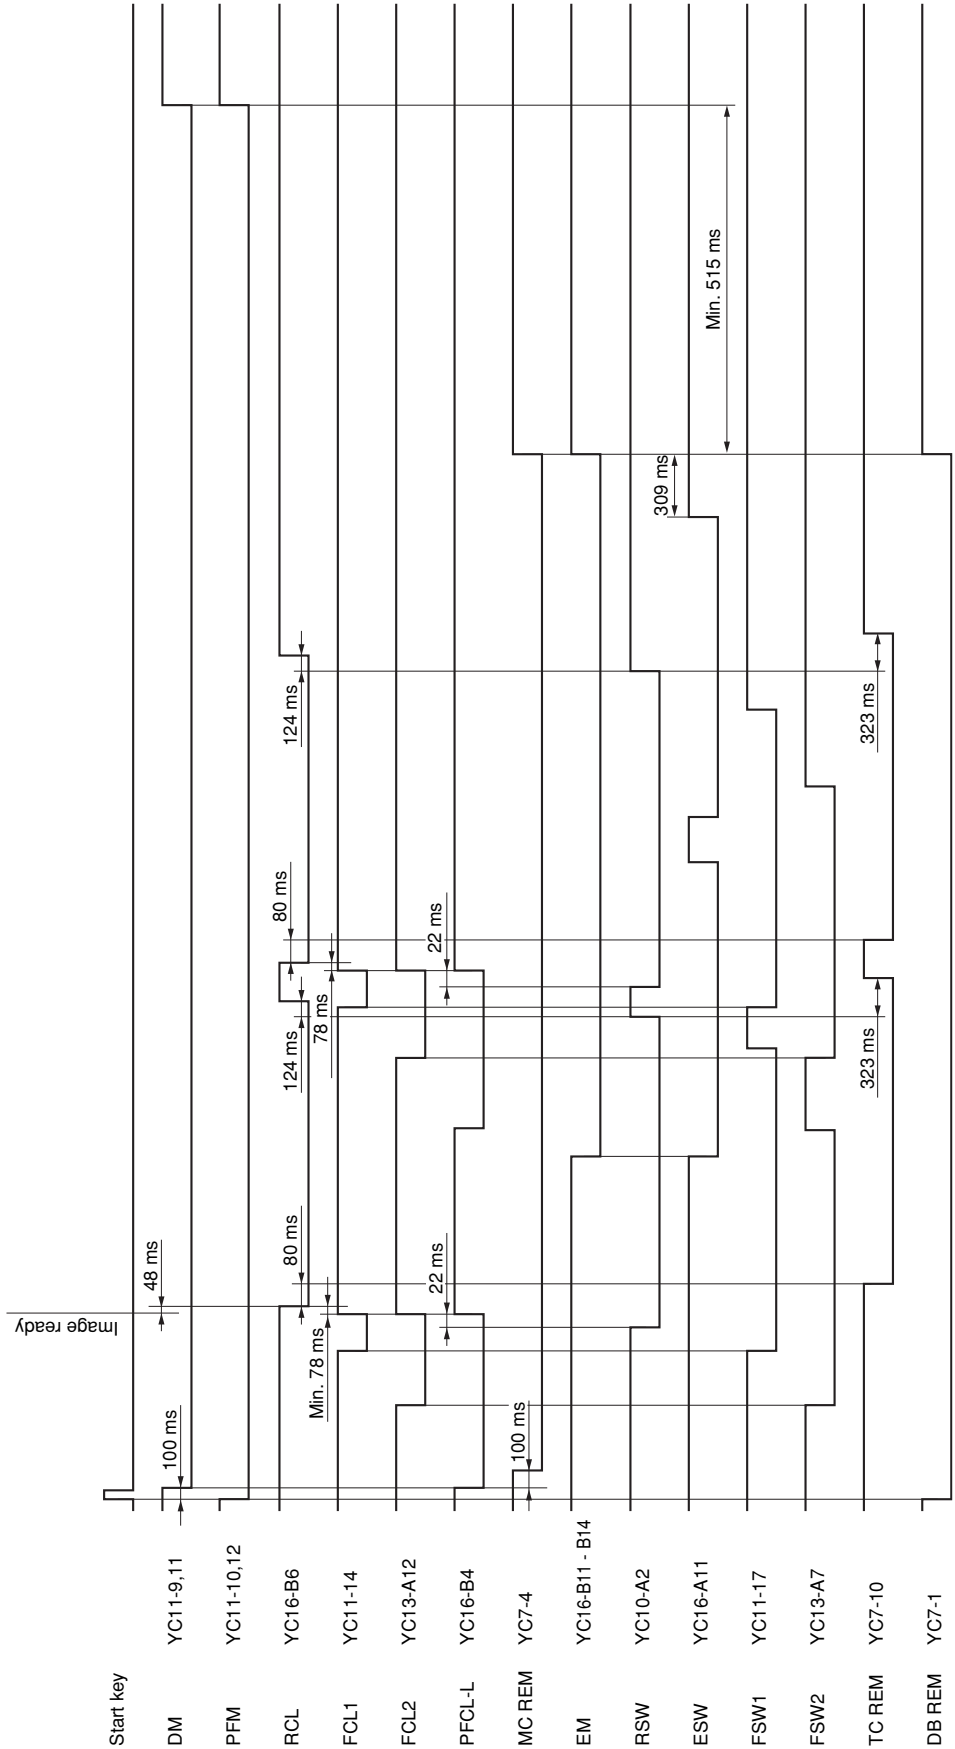 Start key
DM YC11-9,11
PFM YC11-10,12
RCL YC16-B6
FCL1 YC11-14
FCL2 YC13-A12
PFCL-L YC16-B4
MC REM YC7-4
EM YC16-B11 - B14
RSW YC10-A2
ESW YC16-A11
FSW1 YC11-17
FSW2 YC13-A7
TC REM YC7-10
DB REM YC7-1
Image ready
100 ms
48 ms
80 ms
124 ms
80 ms
124 ms
Min. 78 ms
78 ms
22 ms
22 ms
100 ms
309 ms
Min. 515 ms
323 ms
323 ms